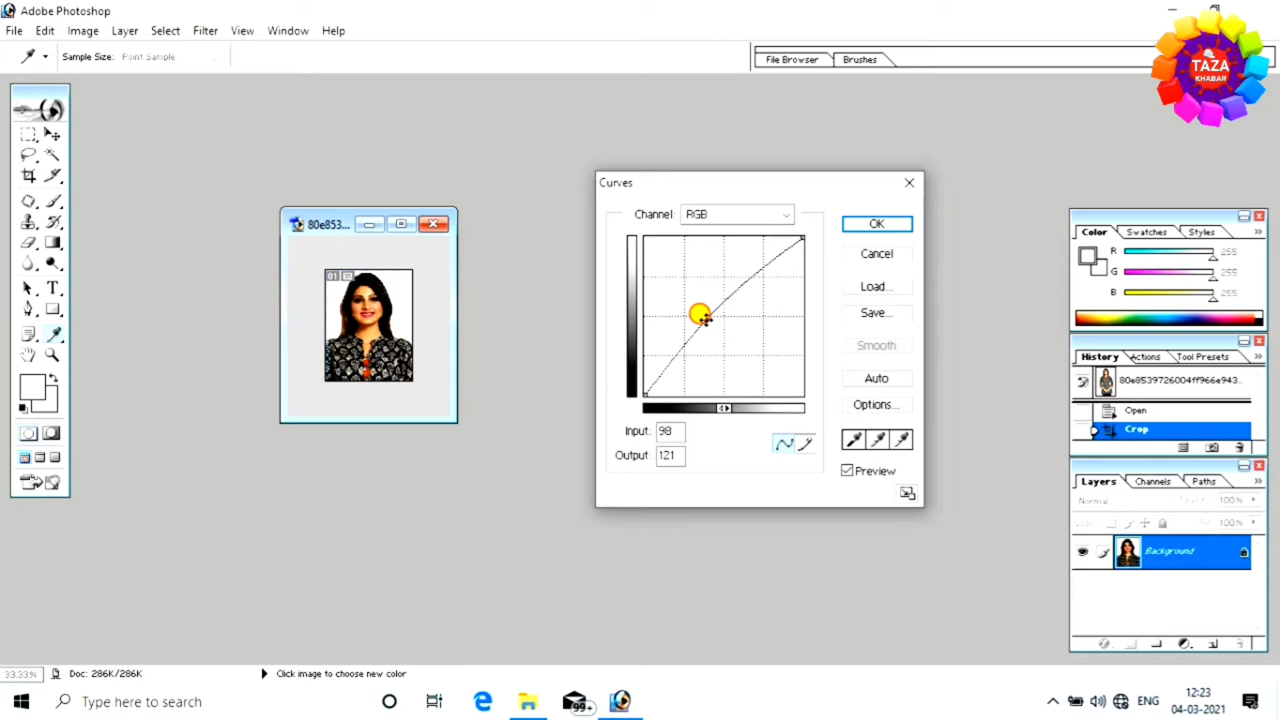 Adobe Photoshop
File Edit Image Layer Select Filter View Window Help
Sample Size: Point Sample
File Browser Brushes
TAZA
KHABAR
80e853...
01
Curves
Channel: RGB
OK
Cancel
Load...
Save...
Smooth
Auto
Options...
Input: 98
Output: 121
Preview
Color Swatches Styles
R 255
G 255
B 255
History Actions Tool Presets
80e8539726004ff966e943...
Open
Crop
Layers Channels Paths
Normal 100%
100%
Background
33.33% Doc: 286K/286K Click image to choose new color
Type here to search
99+
ENG
12:23
04-03-2021